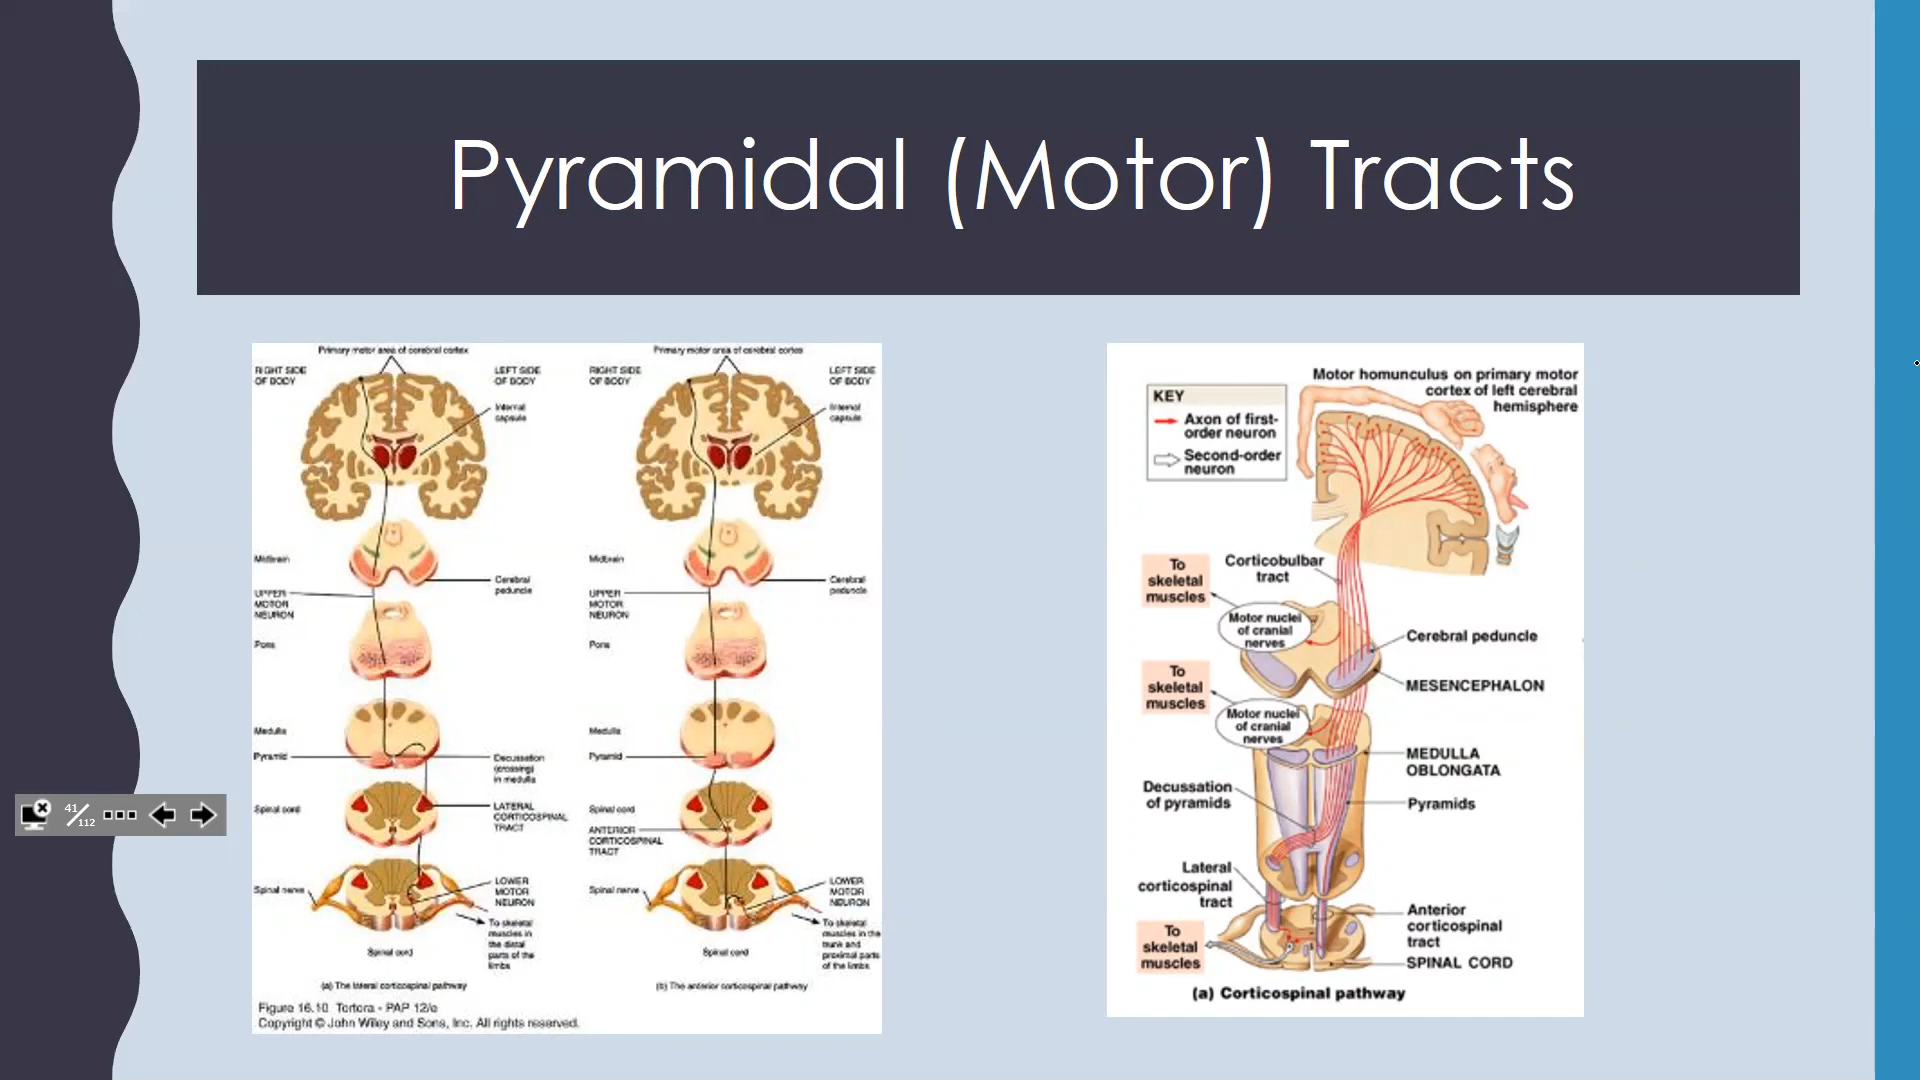 Pyramidal (Motor) Tracts
Primary motor area of cerebral cortex
RIGHT SIDE
OF BODY
LEFT SIDE
OF BODY
Internal
capsule
Midbrain
Cerebral
peduncle
UPPER
MOTOR
NEURON
Pons
Medulla
Pyramid
Decussation
(crossing)
in medulla
Spinal cord
LATERAL
CORTICOSPINAL
TRACT
Spinal nerve
LOWER
MOTOR
NEURON
To skeletal
muscles in
the distal
parts of the
limbs
Spinal cord
(a) The lateral corticospinal pathway
Primary motor area of cerebral cortex
RIGHT SIDE
OF BODY
LEFT SIDE
OF BODY
Internal
capsule
Midbrain
Cerebral
peduncle
UPPER
MOTOR
NEURON
Pons
Medulla
Pyramid
Spinal cord
ANTERIOR
CORTICOSPINAL
TRACT
Spinal nerve
LOWER
MOTOR
NEURON
To skeletal
muscles in the
trunk and
proximal parts
of the limbs
Spinal cord
(b) The anterior corticospinal pathway
Figure 16.10 Tortora - PAP 12/e
Copyright © John Wiley and Sons, Inc. All rights reserved.
Motor homunculus on primary motor
cortex of left cerebral
hemisphere
KEY
Axon of first-
order neuron
Second-order
neuron
To
skeletal
muscles
Corticobulbar
tract
Motor nuclei
of cranial
nerves
Cerebral peduncle
MESENCEPHALON
To
skeletal
muscles
Motor nuclei
of cranial
nerves
MEDULLA
OBLONGATA
Decussation
of pyramids
Pyramids
Lateral
corticospinal
tract
Anterior
corticospinal
tract
To
skeletal
muscles
SPINAL CORD
(a) Corticospinal pathway
41/112